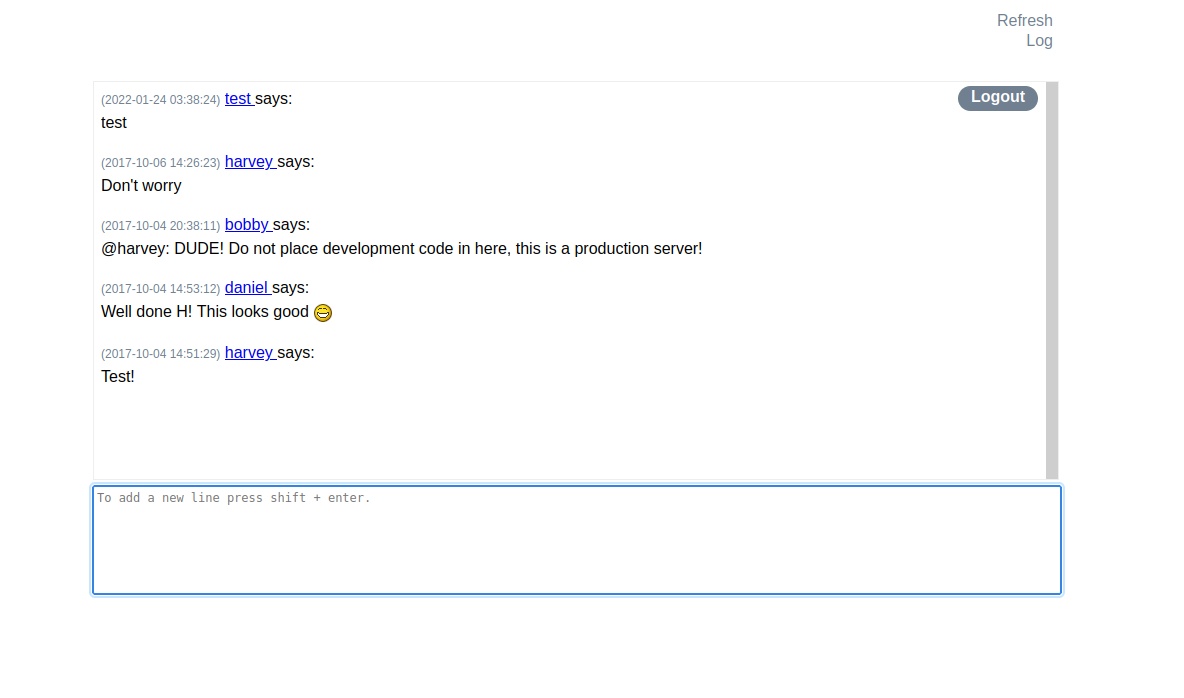 Refresh
Log
(2022-01-24 03:38:24) test says:
Logout
test
(2017-10-06 14:26:23) harvey says:
Don't worry
(2017-10-04 20:38:11) bobby says:
@harvey: DUDE! Do not place development code in here, this is a production server!
(2017-10-04 14:53:12) daniel says:
Well done H! This looks good
(2017-10-04 14:51:29) harvey says:
Test!
To add a new line press shift + enter.